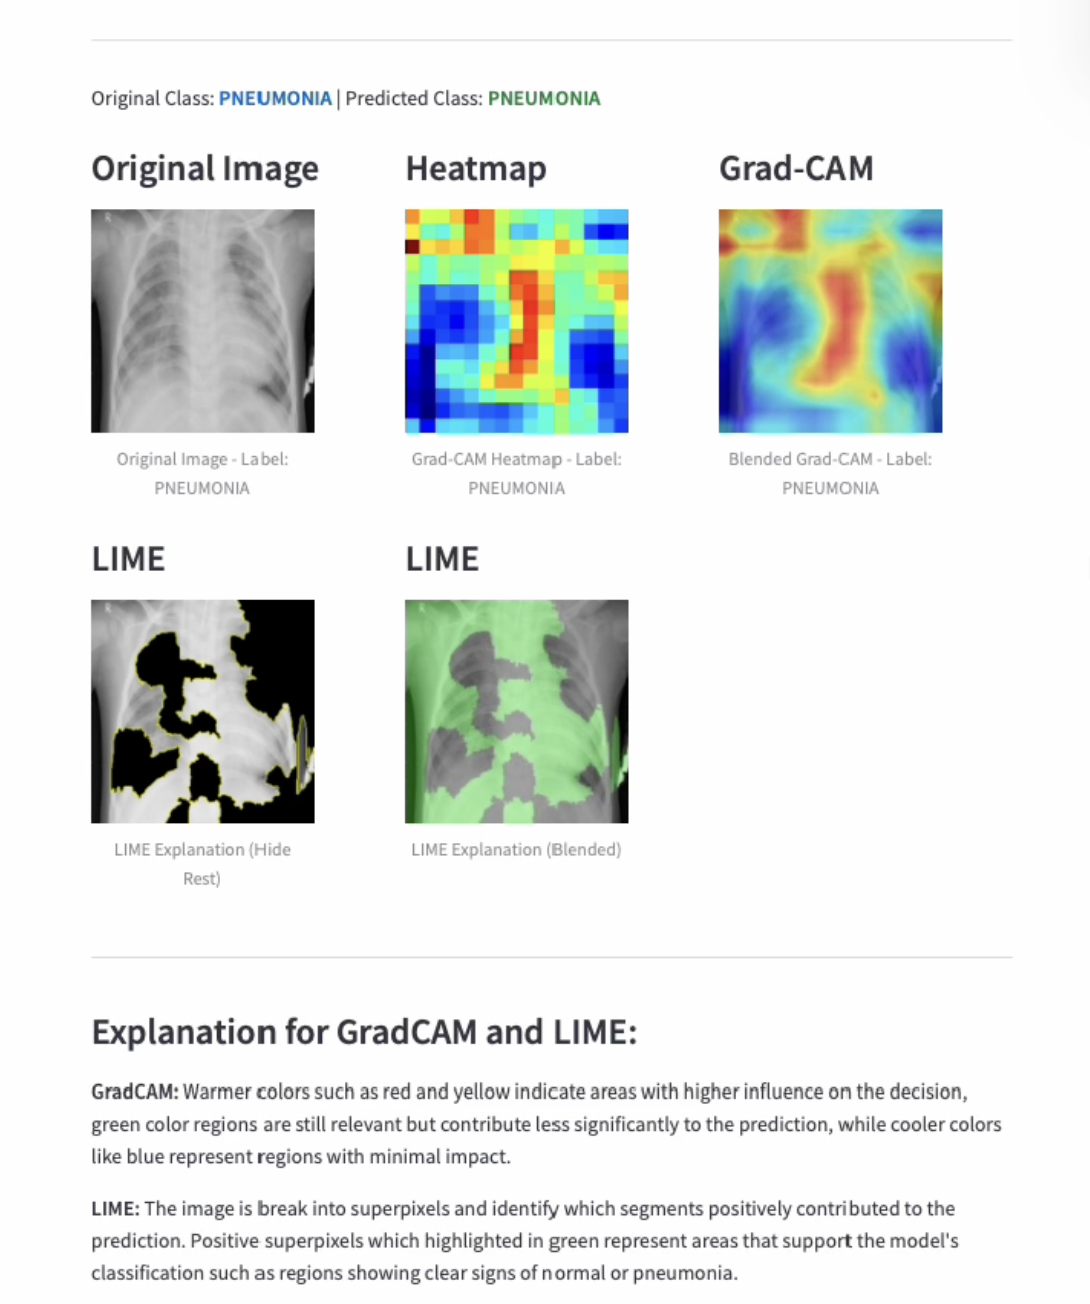 Original Class: PNEUMONIA | Predicted Class: PNEUMONIA
Original Image
Heatmap
Grad-CAM
R
Original Image - Label:
PNEUMONIA
Grad-CAM Heatmap - Label:
PNEUMONIA
Blended Grad-CAM - Label:
PNEUMONIA
LIME
LIME
R
R
LIME Explanation (Hide
Rest)
LIME Explanation (Blended)
Explanation for GradCAM and LIME:
GradCAM: Warmer colors such as red and yellow indicate areas with higher influence on the decision,
green color regions are still relevant but contribute less significantly to the prediction, while cooler colors
like blue represent regions with minimal impact.
LIME: The image is break into superpixels and identify which segments positively contributed to the
prediction. Positive superpixels which highlighted in green represent areas that support the model's
classification such as regions showing clear signs of normal or pneumonia.